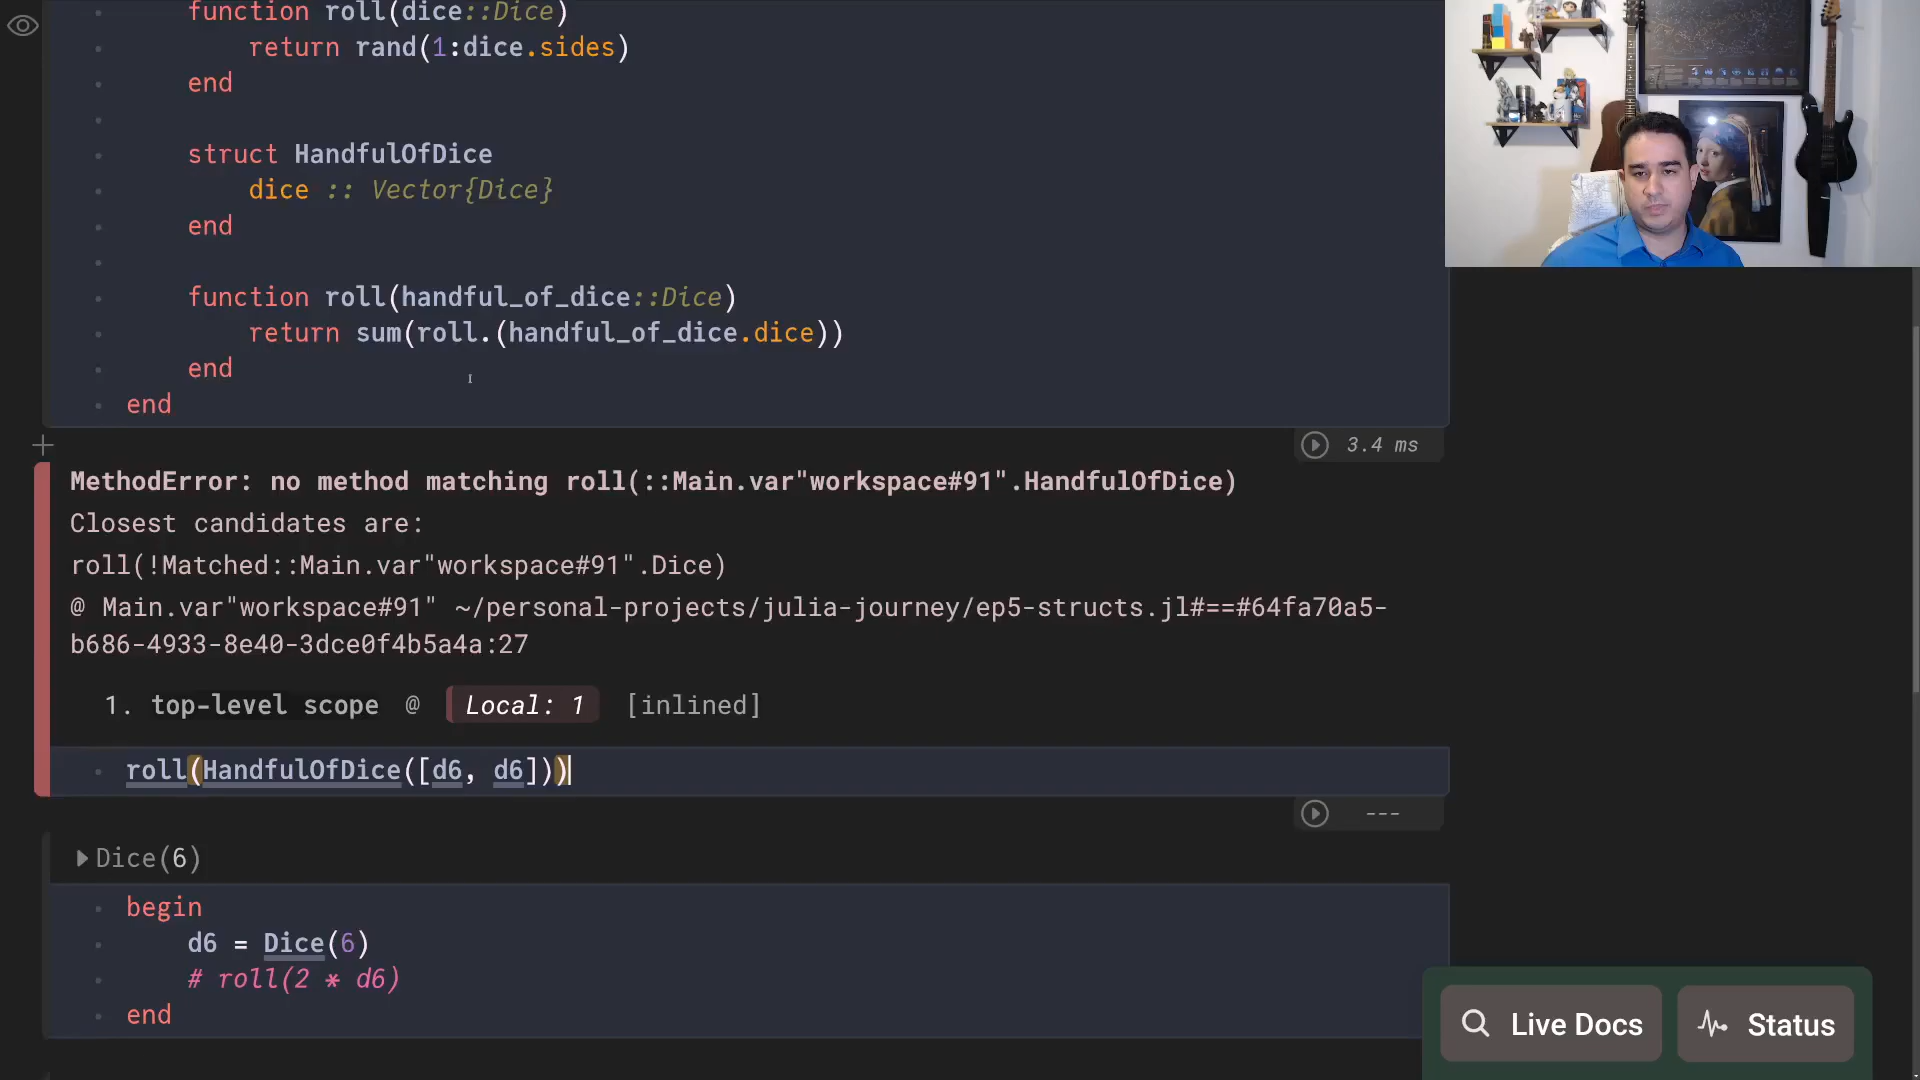 function roll(dice::Dice)
return rand(1:dice.sides)
end
struct HandfulOfDice
dice :: Vector{Dice}
end
function roll(handful_of_dice::Dice)
return sum(roll.(handful_of_dice.dice))
end
end
3.4 ms
MethodError: no method matching roll(::Main.var"workspace#91".HandfulOfDice)
Closest candidates are:
roll(!Matched::Main.var"workspace#91".Dice)
@ Main.var"workspace#91" ~/personal-projects/julia-journey/ep5-structs.jl#==#64fa70a5-
b686-4933-8e40-3dce0f4b5a4a:27
1. top-level scope @ Local: 1 [inlined]
roll(HandfulOfDice([d6, d6]))
---
Dice(6)
begin
d6 = Dice(6)
# roll(2 * d6)
end
Live Docs
Status